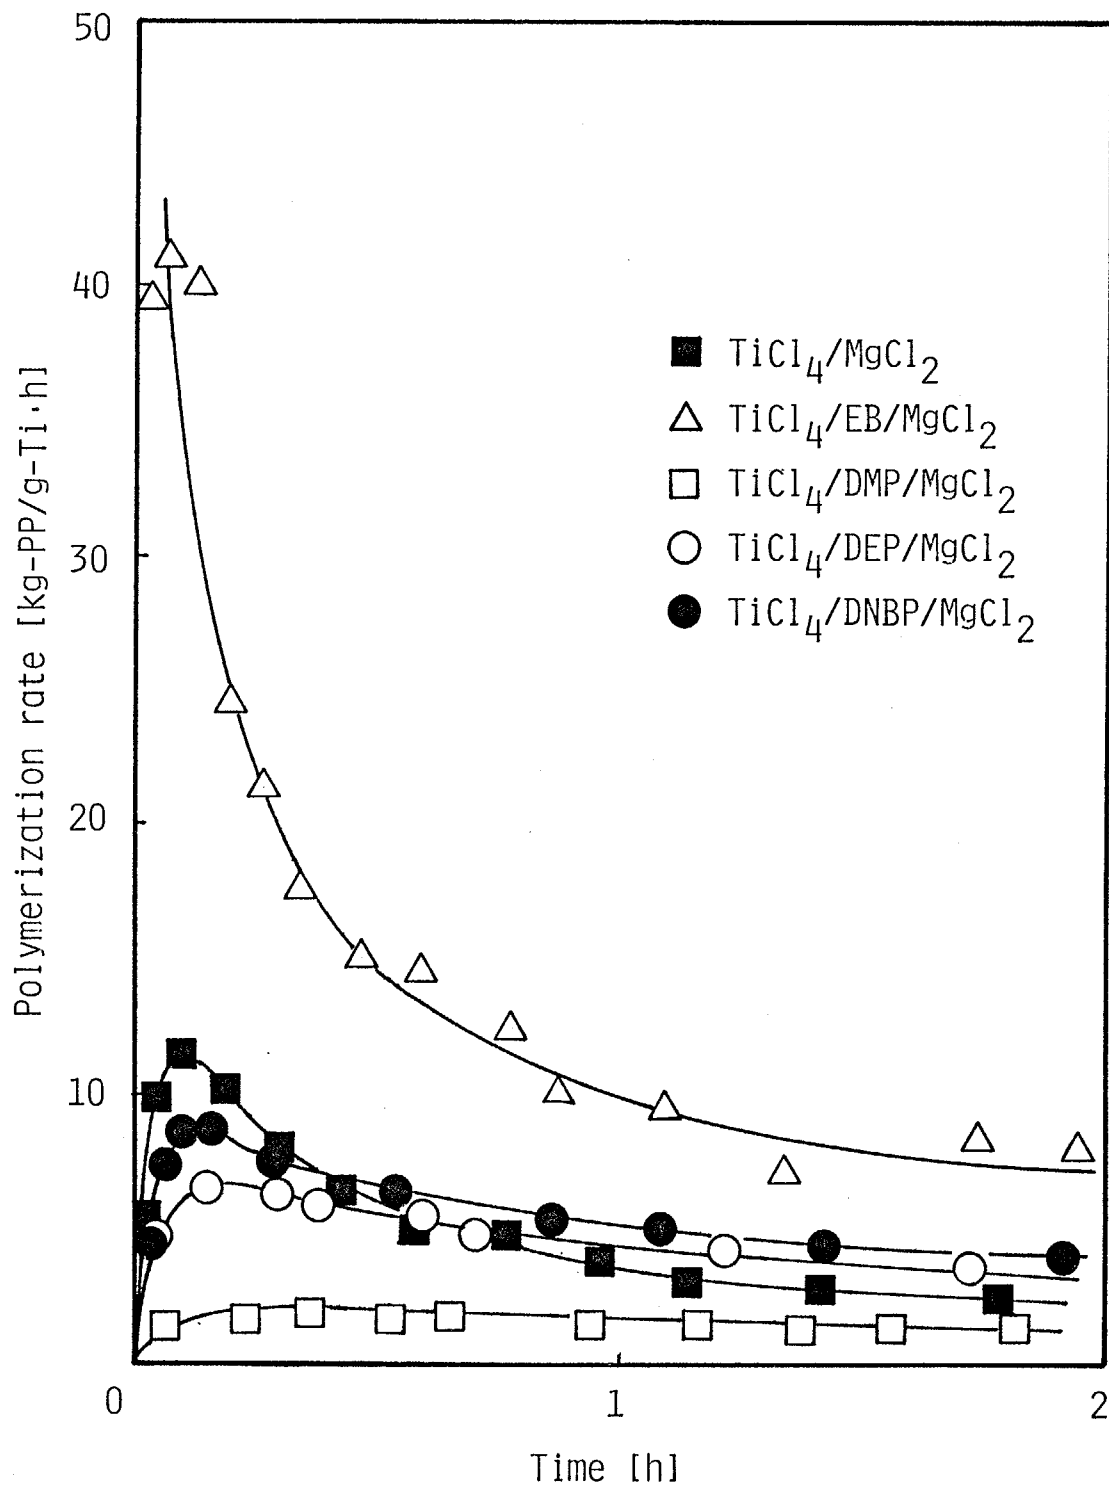 50
40
30
20
10
0
1
2
Polymerization rate [kg-PP/g-Ti·h]
Time [h]
TiCl4/MgCl2
TiCl4/EB/MgCl2
TiCl4/DMP/MgCl2
TiCl4/DEP/MgCl2
TiCl4/DNBP/MgCl2